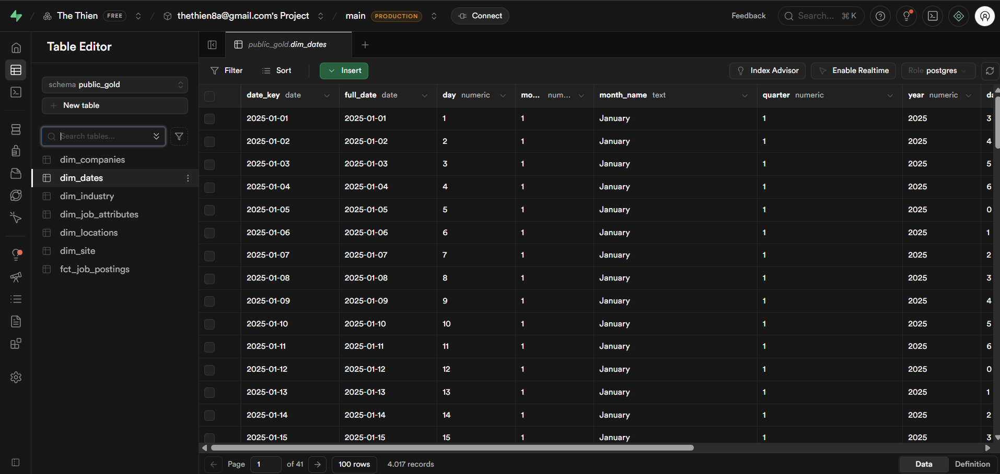 The Thien FREE / thethien8a@gmail.com's Project / main PRODUCTION Connect Feedback Search... ⌘ K
Table Editor
schema public_gold
New table
Search tables...
dim_companies
dim_dates
dim_industry
dim_job_attributes
dim_locations
dim_site
fct_job_postings
public_gold.dim_dates
Filter Sort Insert Index Advisor Enable Realtime Role postgres
date_key date full_date date day numeric mo... num... month_name text quarter numeric year numeric da
2025-01-01 2025-01-01 1 1 January 1 2025 3
2025-01-02 2025-01-02 2 1 January 1 2025 4
2025-01-03 2025-01-03 3 1 January 1 2025 5
2025-01-04 2025-01-04 4 1 January 1 2025 6
2025-01-05 2025-01-05 5 1 January 1 2025 0
2025-01-06 2025-01-06 6 1 January 1 2025 1
2025-01-07 2025-01-07 7 1 January 1 2025 2
2025-01-08 2025-01-08 8 1 January 1 2025 3
2025-01-09 2025-01-09 9 1 January 1 2025 4
2025-01-10 2025-01-10 10 1 January 1 2025 5
2025-01-11 2025-01-11 11 1 January 1 2025 6
2025-01-12 2025-01-12 12 1 January 1 2025 0
2025-01-13 2025-01-13 13 1 January 1 2025 1
2025-01-14 2025-01-14 14 1 January 1 2025 2
2025-01-15 2025-01-15 15 1 January 1 2025 3
Page 1 of 41 100 rows 4.017 records Data Definition